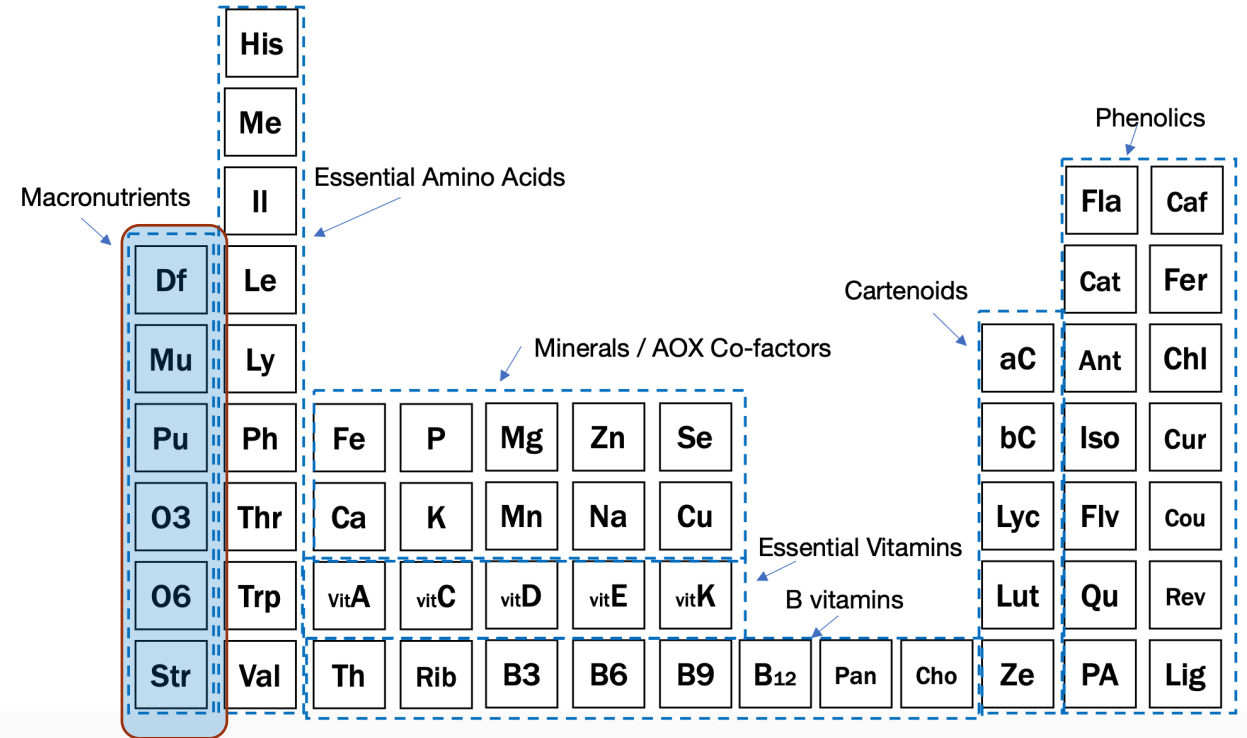 His
Me
Phenolics
Essential Amino Acids
Macronutrients
Il
Fla Caf
Df Le
Cat Fer
Cartenoids
Minerals / AOX Co-factors
Mu Ly
aC Ant Chl
Pu Ph Fe P Mg Zn Se
bC Iso Cur
O3 Thr Ca K Mn Na Cu
Lyc Flv Cou
Essential Vitamins
O6 Trp VitA vitC vitD vitE vitK
B vitamins
Lut Qu Rev
Str Val Th Rib B3 B6 B9 B12 Pan Cho Ze PA Lig